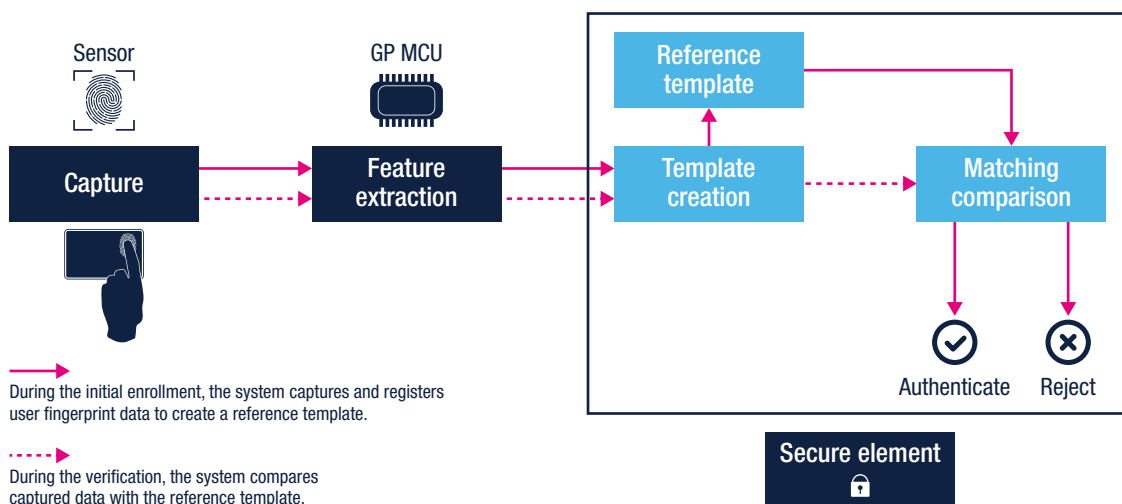 Sensor
GP MCU
Reference
template
Capture
Feature
extraction
Template
creation
Matching
comparison
Authenticate
Reject
During the initial enrollment, the system captures and registers
user fingerprint data to create a reference template.
Secure element
During the verification, the system compares
captured data with the reference template.